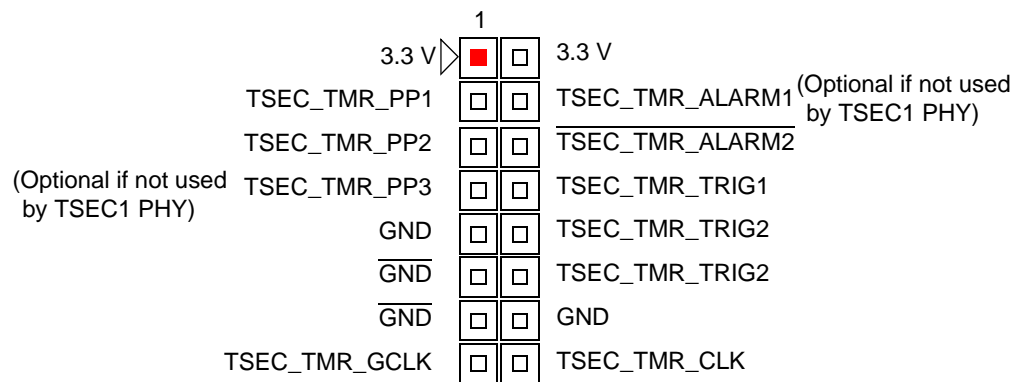 1
3.3 V 3.3 V
TSEC_TMR_PP1 TSEC_TMR_ALARM1 (Optional if not used
by TSEC1 PHY)
TSEC_TMR_PP2 TSEC_TMR_ALARM2
(Optional if not used TSEC_TMR_PP3 TSEC_TMR_TRIG1
by TSEC1 PHY)
GND TSEC_TMR_TRIG2
GND TSEC_TMR_TRIG2
GND GND
TSEC_TMR_GCLK TSEC_TMR_CLK